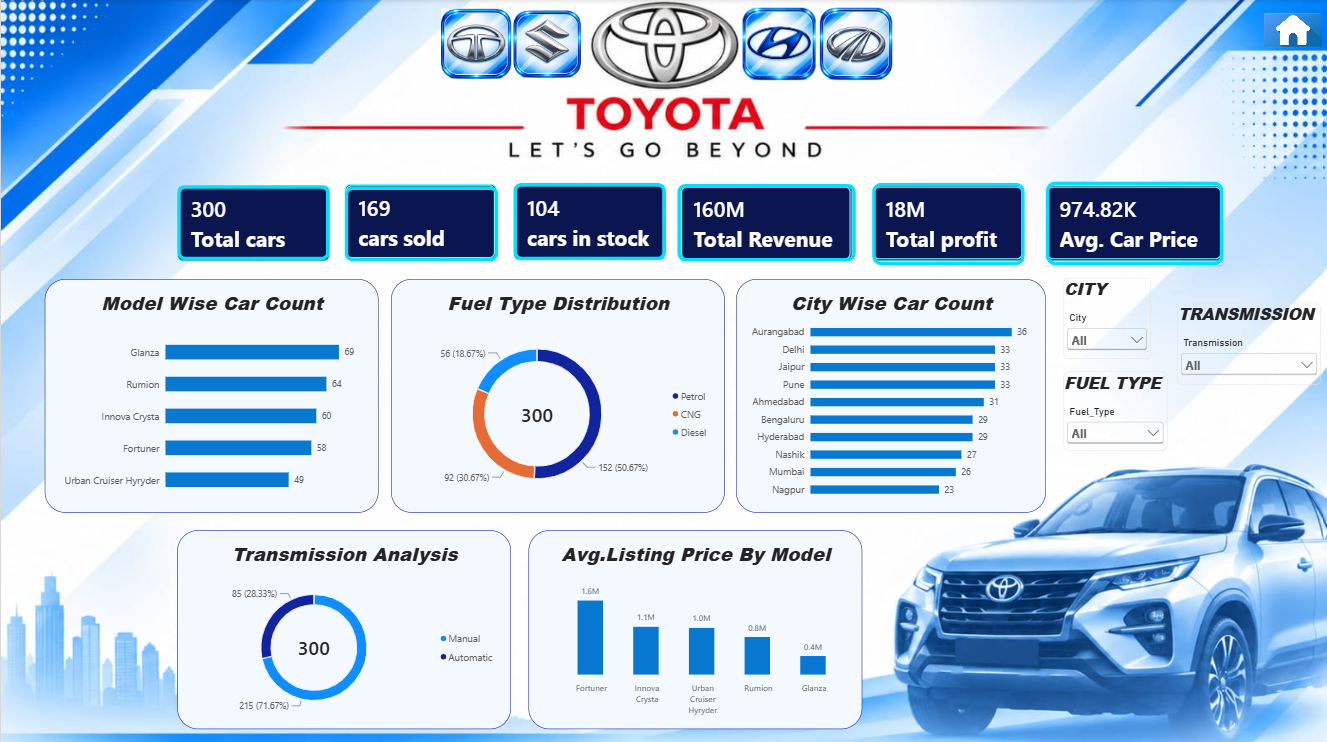 TOYOTA
LET'S GO BEYOND
300
Total cars
169
cars sold
104
cars in stock
160M
Total Revenue
18M
Total profit
974.82K
Avg. Car Price
Model Wise Car Count
Glanza 69
Rumion 64
Innova Crysta 60
Fortuner 58
Urban Cruiser Hyryder 49
Fuel Type Distribution
56 (18.67%)
300
152 (50.67%)
92 (30.67%)
Petrol
CNG
Diesel
City Wise Car Count
Aurangabad 36
Delhi 33
Jaipur 33
Pune 33
Ahmedabad 31
Bengaluru 29
Hyderabad 29
Nashik 27
Mumbai 26
Nagpur 23
CITY
City
All
TRANSMISSION
Transmission
All
FUEL TYPE
Fuel_Type
All
Transmission Analysis
85 (28.33%)
300
215 (71.67%)
Manual
Automatic
Avg.Listing Price By Model
1.6M
1.1M
1.0M
0.8M
0.4M
Fortuner
Innova
Crysta
Urban
Cruiser
Hyryder
Rumion
Glanza